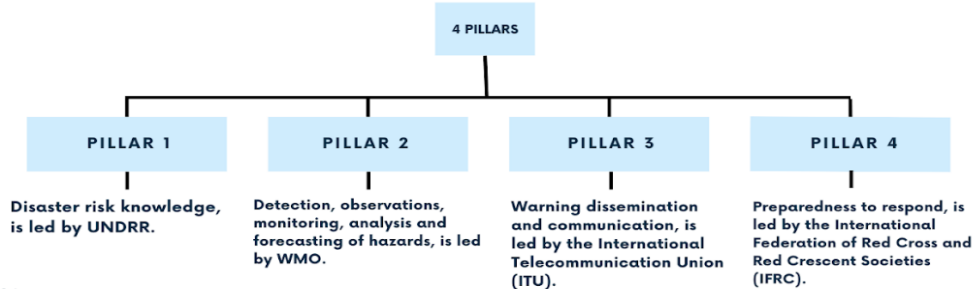 4 PILLARS
PILLAR 1
PILLAR 2
PILLAR 3
PILLAR 4
Disaster risk knowledge,
is led by UNDRR.
Detection, observations,
monitoring, analysis and
forecasting of hazards, is led
by WMO.
Warning dissemination
and communication, is
led by the International
Telecommunication Union
(ITU).
Preparedness to respond, is
led by the International
Federation of Red Cross and
Red Crescent Societies
(IFRC).